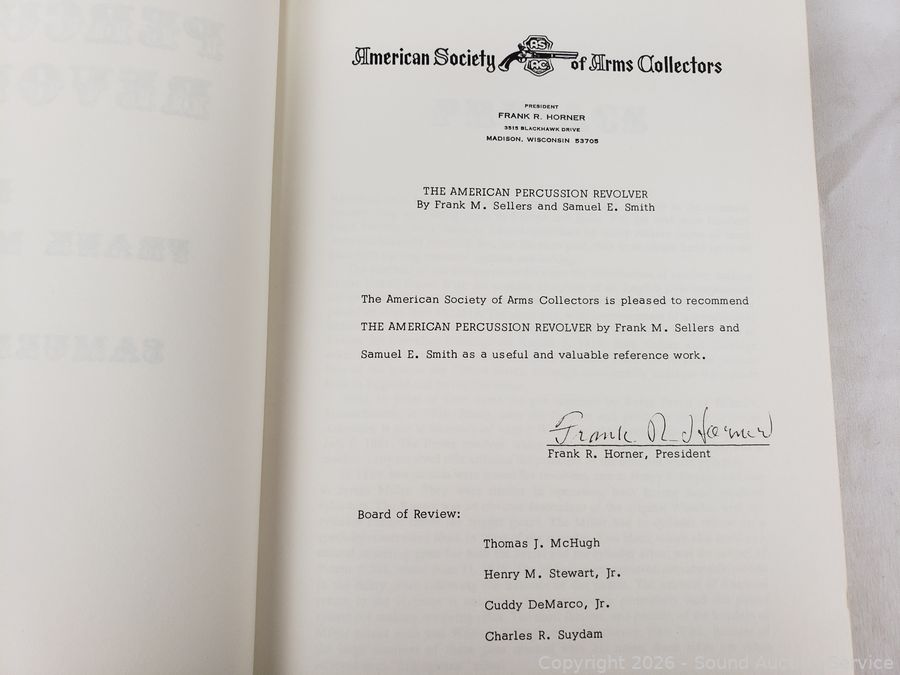 American Society of Arms Collectors
AS
AC
PRESIDENT
FRANK R. HORNER
3515 BLACKHAWK DRIVE
MADISON, WISCONSIN 53705
THE AMERICAN PERCUSSION REVOLVER
By Frank M. Sellers and Samuel E. Smith
The American Society of Arms Collectors is pleased to recommend
THE AMERICAN PERCUSSION REVOLVER by Frank M. Sellers and
Samuel E. Smith as a useful and valuable reference work.
Frank R. Horner
Frank R. Horner, President
Board of Review:
Thomas J. McHugh
Henry M. Stewart, Jr.
Cuddy DeMarco, Jr.
Charles R. Suydam
Copyright 2026 - Sound Auction Service